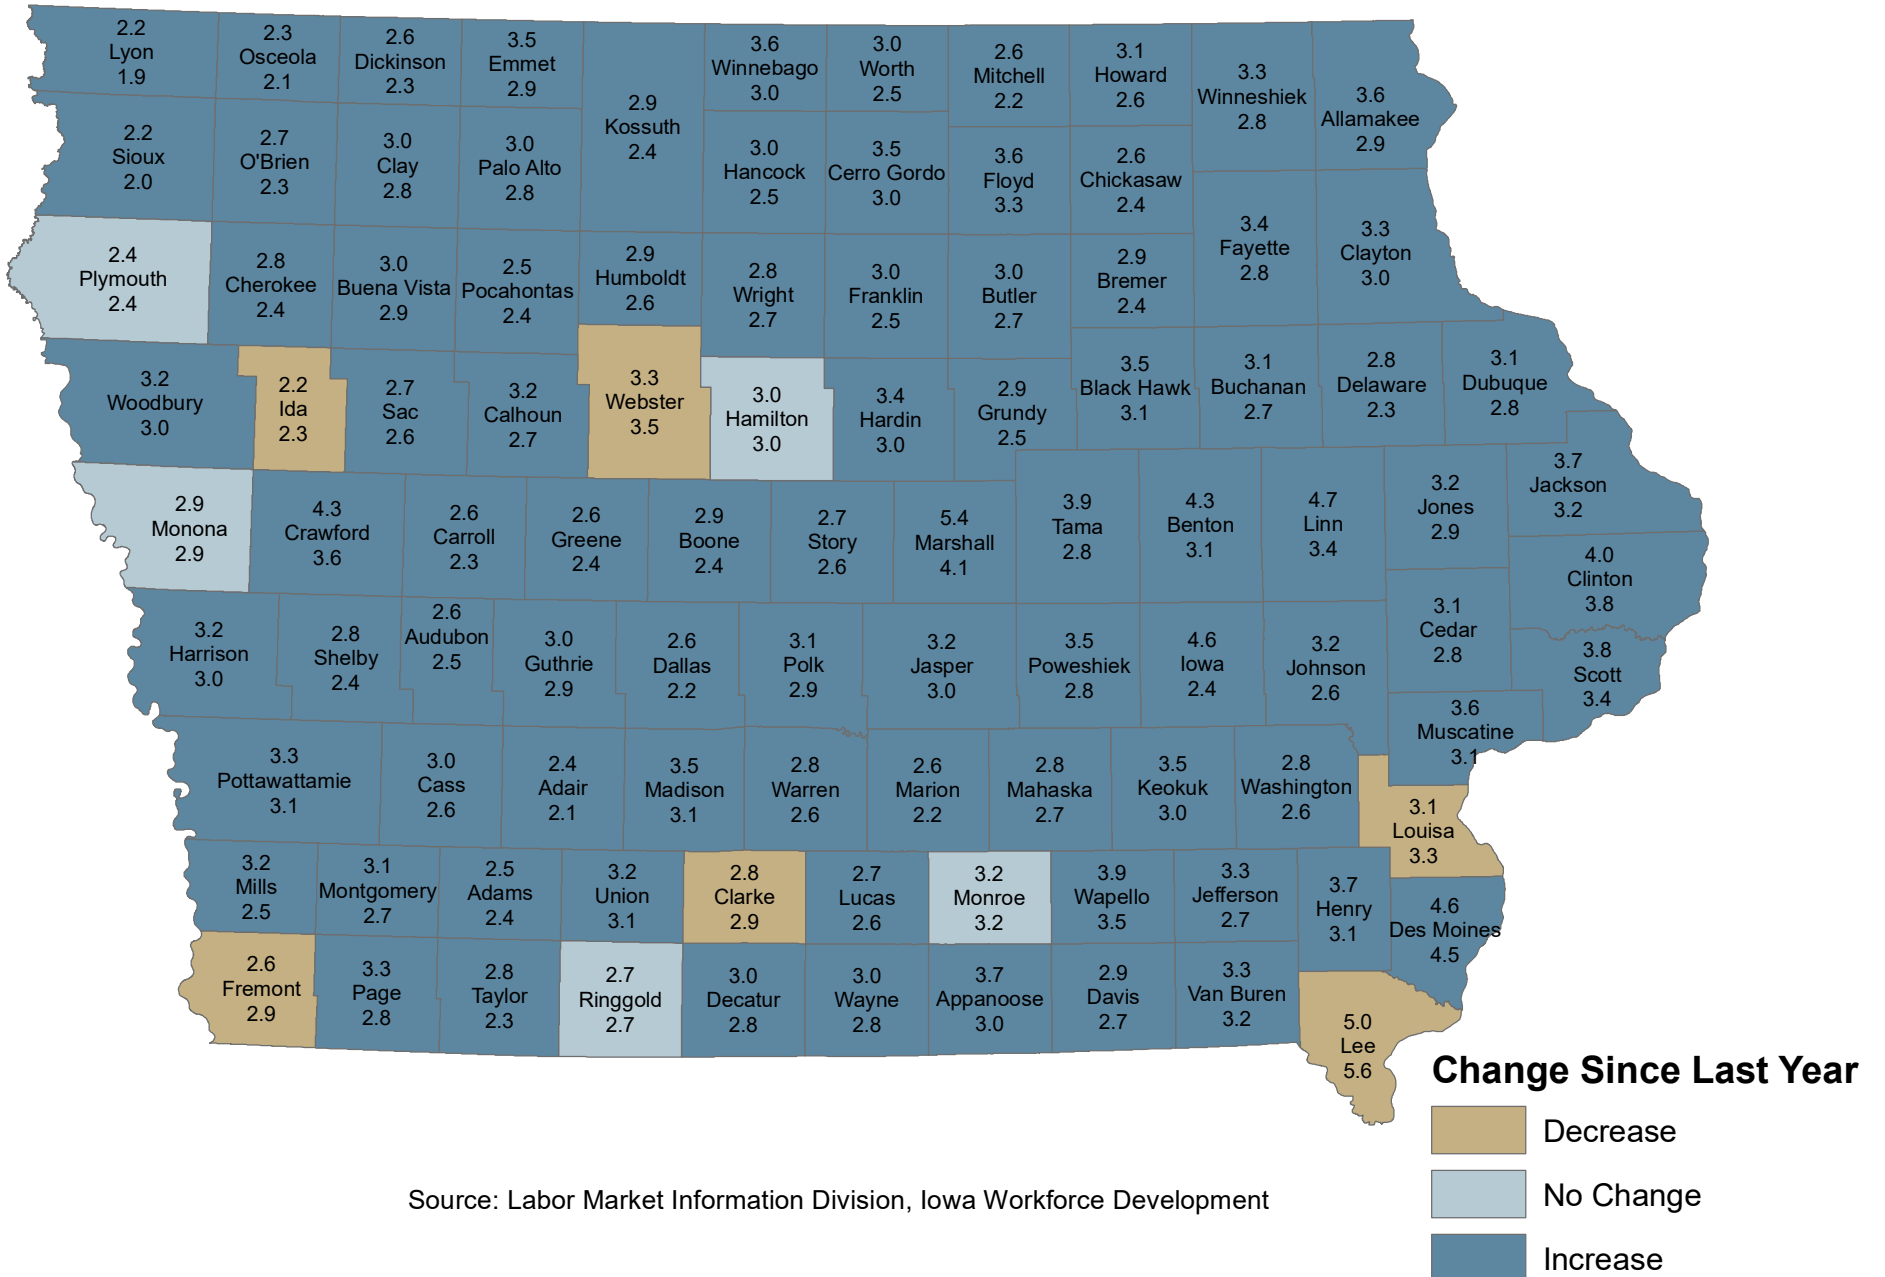 2.2
Lyon
1.9
2.3
Osceola
2.1
2.6
Dickinson
2.3
3.5
Emmet
2.9
2.9
Kossuth
2.4
3.6
Winnebago
3.0
3.0
Worth
2.5
2.6
Mitchell
2.2
3.1
Howard
2.6
3.3
Winneshiek
2.8
3.6
Allamakee
2.9
2.2
Sioux
2.0
2.7
O'Brien
2.3
3.0
Clay
2.8
3.0
Palo Alto
2.8
3.0
Hancock
2.5
3.5
Cerro Gordo
3.0
3.6
Floyd
3.3
2.6
Chickasaw
2.4
2.4
Plymouth
2.4
2.8
Cherokee
2.4
3.0
Buena Vista
2.9
2.5
Pocahontas
2.4
2.9
Humboldt
2.6
2.8
Wright
2.7
3.0
Franklin
2.5
3.0
Butler
2.7
2.9
Bremer
2.4
3.4
Fayette
2.8
3.3
Clayton
3.0
3.2
Woodbury
3.0
2.2
Ida
2.3
2.7
Sac
2.6
3.2
Calhoun
2.7
3.3
Webster
3.5
3.0
Hamilton
3.0
3.4
Hardin
3.0
2.9
Grundy
2.5
3.5
Black Hawk
3.1
3.1
Buchanan
2.7
2.8
Delaware
2.3
3.1
Dubuque
2.8
2.9
Monona
2.9
4.3
Crawford
3.6
2.6
Carroll
2.3
2.6
Greene
2.4
2.9
Boone
2.4
2.7
Story
2.6
5.4
Marshall
4.1
3.9
Tama
2.8
4.3
Benton
3.1
4.7
Linn
3.4
3.2
Jones
2.9
3.7
Jackson
3.2
4.0
Clinton
3.8
3.2
Harrison
3.0
2.8
Shelby
2.4
2.6
Audubon
2.5
3.0
Guthrie
2.9
2.6
Dallas
2.2
3.1
Polk
2.9
3.2
Jasper
3.0
3.5
Poweshiek
2.8
4.6
Iowa
2.4
3.2
Johnson
2.6
3.1
Cedar
2.8
3.8
Scott
3.4
3.6
Muscatine
3.1
3.3
Pottawattamie
3.1
3.0
Cass
2.6
2.4
Adair
2.1
3.5
Madison
3.1
2.8
Warren
2.6
2.6
Marion
2.2
2.8
Mahaska
2.7
3.5
Keokuk
3.0
2.8
Washington
2.6
3.1
Louisa
3.3
3.2
Mills
2.5
3.1
Montgomery
2.7
2.5
Adams
2.4
3.2
Union
3.1
2.8
Clarke
2.9
2.7
Lucas
2.6
3.2
Monroe
3.2
3.9
Wapello
3.5
3.3
Jefferson
2.7
3.7
Henry
3.1
4.6
Des Moines
4.5
2.6
Fremont
2.9
3.3
Page
2.8
2.8
Taylor
2.3
2.7
Ringgold
2.7
3.0
Decatur
2.8
3.0
Wayne
2.8
3.7
Appanoose
3.0
2.9
Davis
2.7
3.3
Van Buren
3.2
5.0
Lee
5.6
Change Since Last Year
Decrease
No Change
Increase
Source: Labor Market Information Division, Iowa Workforce Development